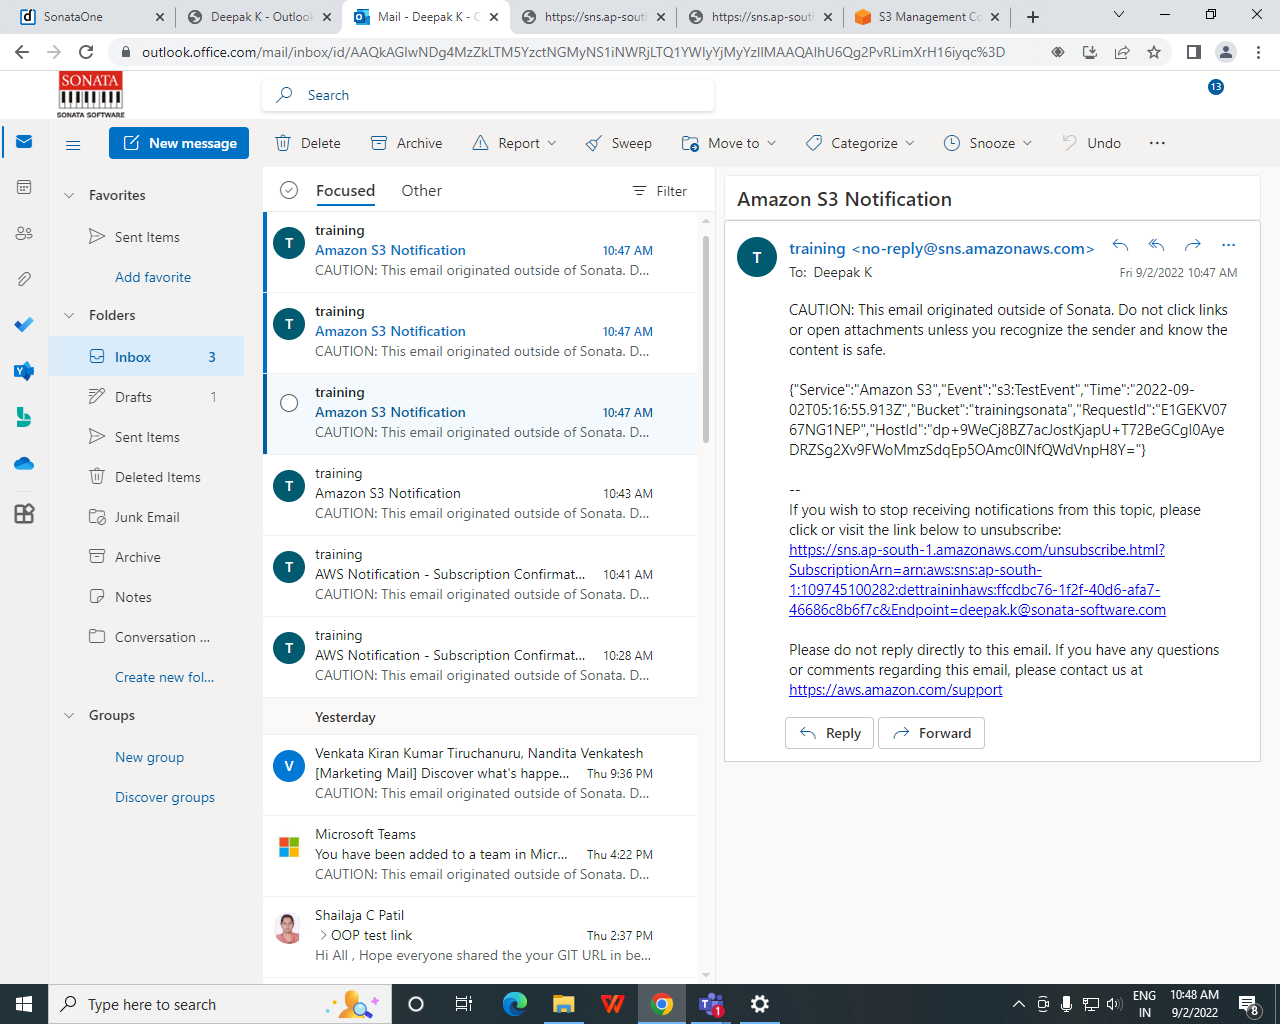 SonataOne
Deepak K - Outlook
Mail - Deepak K - O
https://sns.ap-sout
https://sns.ap-sout
S3 Management Co
SONATA
SONATA SOFTWARE
Search
13
New message
Delete
Archive
Report
Sweep
Move to
Categorize
Snooze
Undo
Favorites
Sent Items
Add favorite
Folders
Inbox 3
Drafts 1
Sent Items
Deleted Items
Junk Email
Archive
Notes
Conversation ...
Create new fol...
Groups
New group
Discover groups
Focused Other Filter
T
training
Amazon S3 Notification 10:47 AM
CAUTION: This email originated outside of Sonata. D...
T
training
Amazon S3 Notification 10:47 AM
CAUTION: This email originated outside of Sonata. D...
training
Amazon S3 Notification 10:47 AM
CAUTION: This email originated outside of Sonata. D...
T
training
Amazon S3 Notification 10:43 AM
CAUTION: This email originated outside of Sonata. D...
T
training
AWS Notification - Subscription Confirmat... 10:41 AM
CAUTION: This email originated outside of Sonata. D...
T
training
AWS Notification - Subscription Confirmat... 10:28 AM
CAUTION: This email originated outside of Sonata. D...
Yesterday
V
Venkata Kiran Kumar Tiruchanuru, Nandita Venkatesh
[Marketing Mail] Discover what's happe... Thu 9:36 PM
CAUTION: This email originated outside of Sonata. D...
Microsoft Teams
You have been added to a team in Micr... Thu 4:22 PM
CAUTION: This email originated outside of Sonata. D...
Shailaja C Patil
OOP test link Thu 2:37 PM
Hi All , Hope everyone shared the your GIT URL in be...
Amazon S3 Notification
T
training <no-reply@sns.amazonaws.com>
To: Deepak K Fri 9/2/2022 10:47 AM
CAUTION: This email originated outside of Sonata. Do not click links
or open attachments unless you recognize the sender and know the
content is safe.
{"Service":"Amazon S3","Event":"s3:TestEvent","Time":"2022-09-
02T05:16:55.913Z","Bucket":"trainingsonata","RequestId":"E1GEKV07
67NG1NEP","HostId":"dp+9WeCj8BZ7acJostKjapU+T72BeGCgI0Aye
DRZSg2Xv9FWoMmzSdqEp5OAmc0INfQWdVnpH8Y="}
--
If you wish to stop receiving notifications from this topic, please
click or visit the link below to unsubscribe:
https://sns.ap-south-1.amazonaws.com/unsubscribe.html?
SubscriptionArn=arn:aws:sns:ap-south-
1:109745100282:dettraininhaws:ffcdbc76-1f2f-40d6-afa7-
46686c8b6f7c&Endpoint=deepak.k@sonata-software.com
Please do not reply directly to this email. If you have any questions
or comments regarding this email, please contact us at
https://aws.amazon.com/support
Reply Forward
Type here to search
1
ENG
IN
10:48 AM
9/2/2022
8